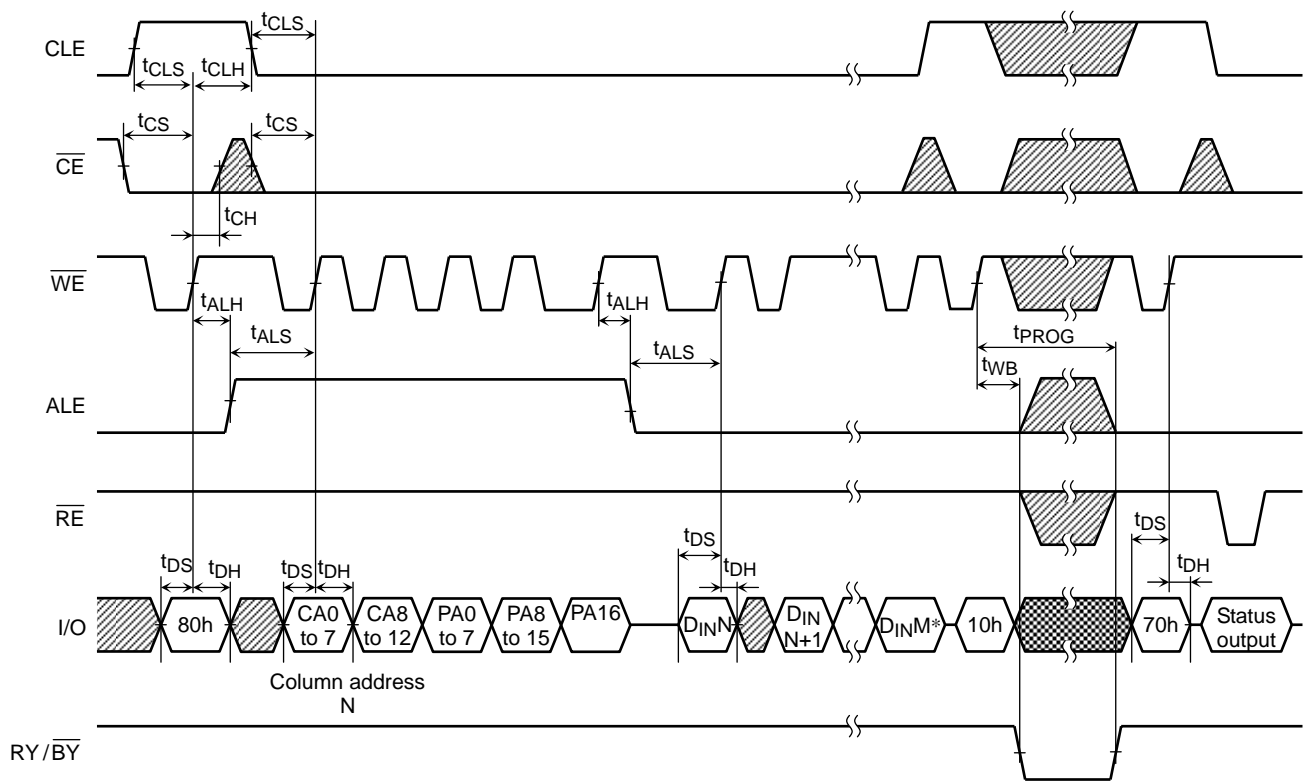 tCLS
CLE
tCLS tCLH
tCS tCS
CE
tCH
WE
tALH tALH
tALS tALS tPROG
tWB
ALE
RE
tDS tDH tDS tDH tDS tDH tDS tDH
I/O 80h CA0 to 7 CA8 to 12 PA0 to 7 PA8 to 15 PA16 DINN DIN N+1 DINM* 10h 70h Status output
Column address
N
RY/BY